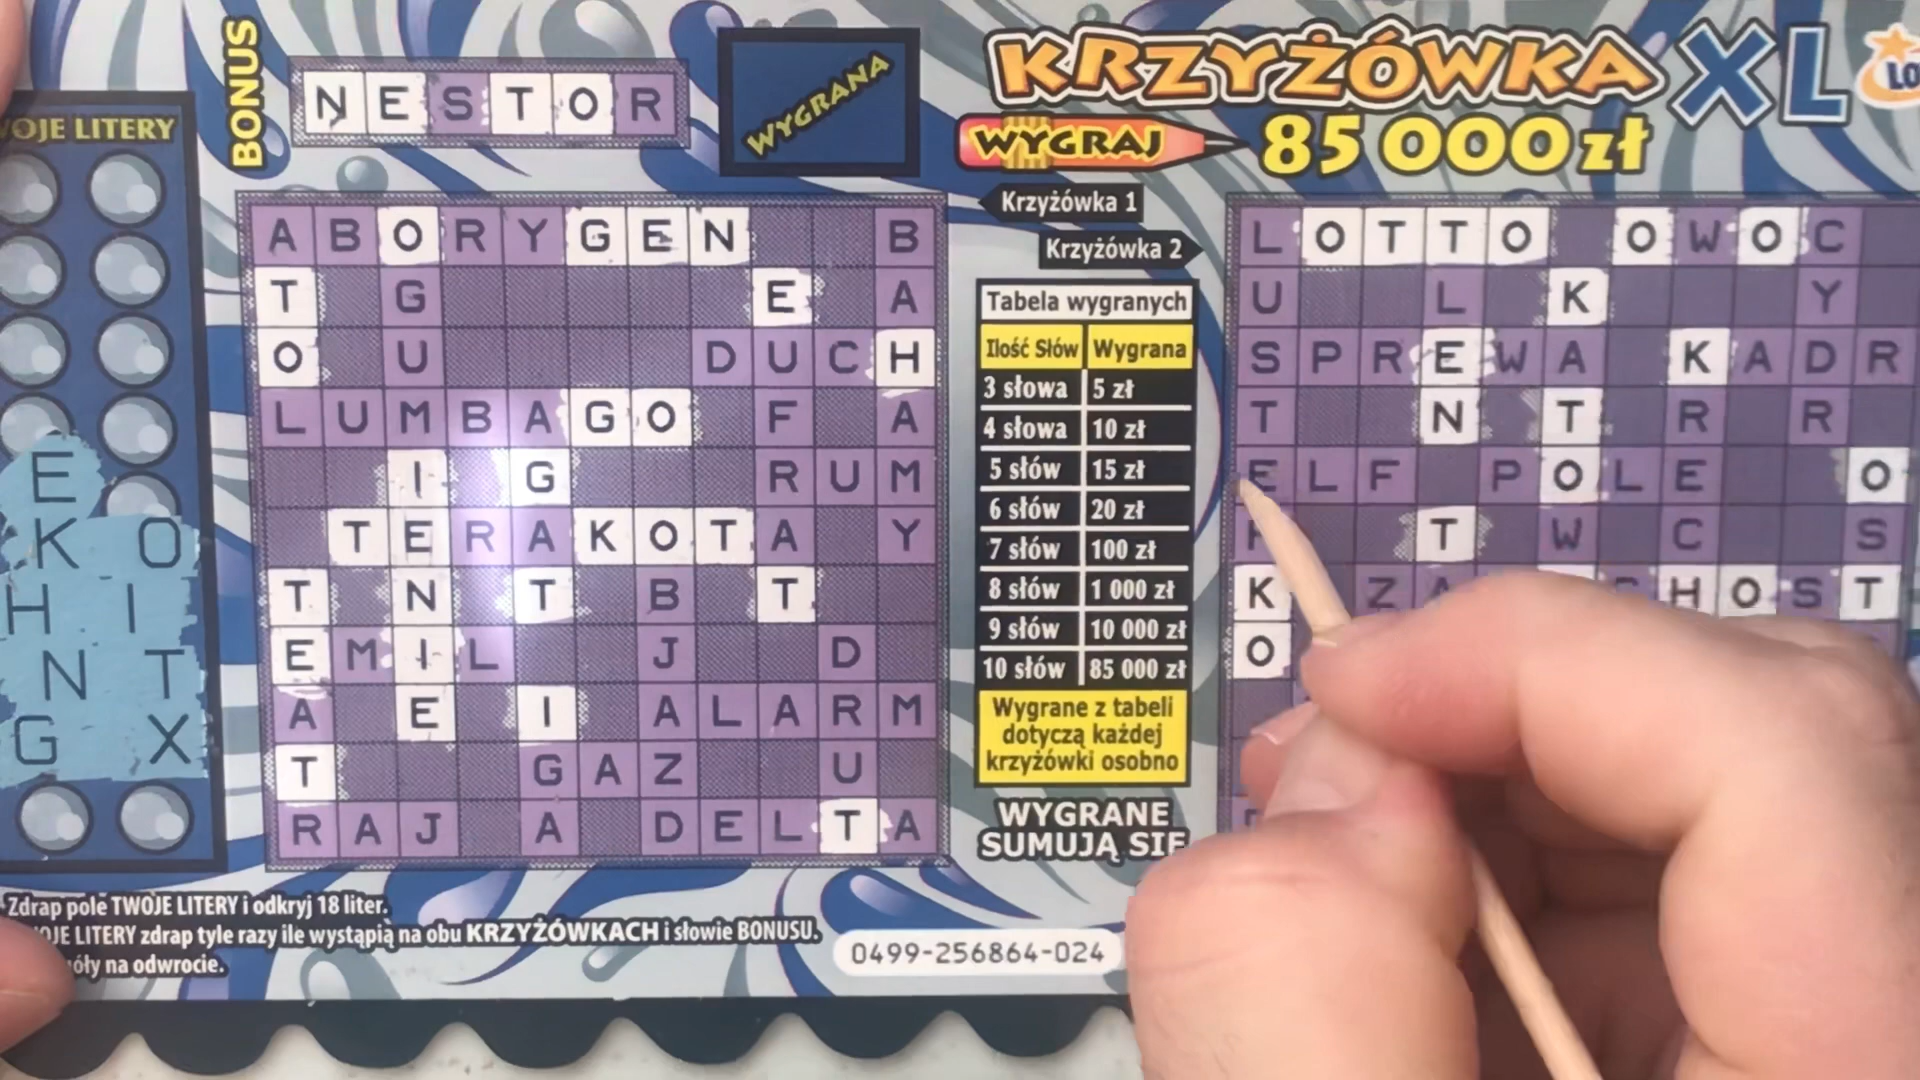 BONUS
NESTOR
WYGRANA
KRZYŻÓWKA XL
WYGRAJ 85 000 zł
OJE LITERY
E
K O
H I
N T
G X
A B O R Y G E N B
T G E A
O U D U C H
L U M B A G O F A
I G R U M
T E R A K O T A Y
T N T B T
E M I L J D
A E I A L A R M
T G A Z U
R A J A D E L T A
Krzyżówka 1
Krzyżówka 2
Tabela wygranych
Ilość Słów Wygrana
3 słowa 5 zł
4 słowa 10 zł
5 słów 15 zł
6 słów 20 zł
7 słów 100 zł
8 słów 1 000 zł
9 słów 10 000 zł
10 słów 85 000 zł
Wygrane z tabeli
dotyczą każdej
krzyżówki osobno
WYGRANE
SUMUJĄ SIĘ
L O T T O O W O C
U L K Y
S P R E W A K A D R
T N T R R
E L F P O L E O
T W C S
K Z A H O S T
O
Zdrap pole TWOJE LITERY i odkryj 18 liter.
OJE LITERY zdrap tyle razy ile wystąpią na obu KRZYŻÓWKACH i słowie BONUSU.
óły na odwrocie.
0499-256864-024